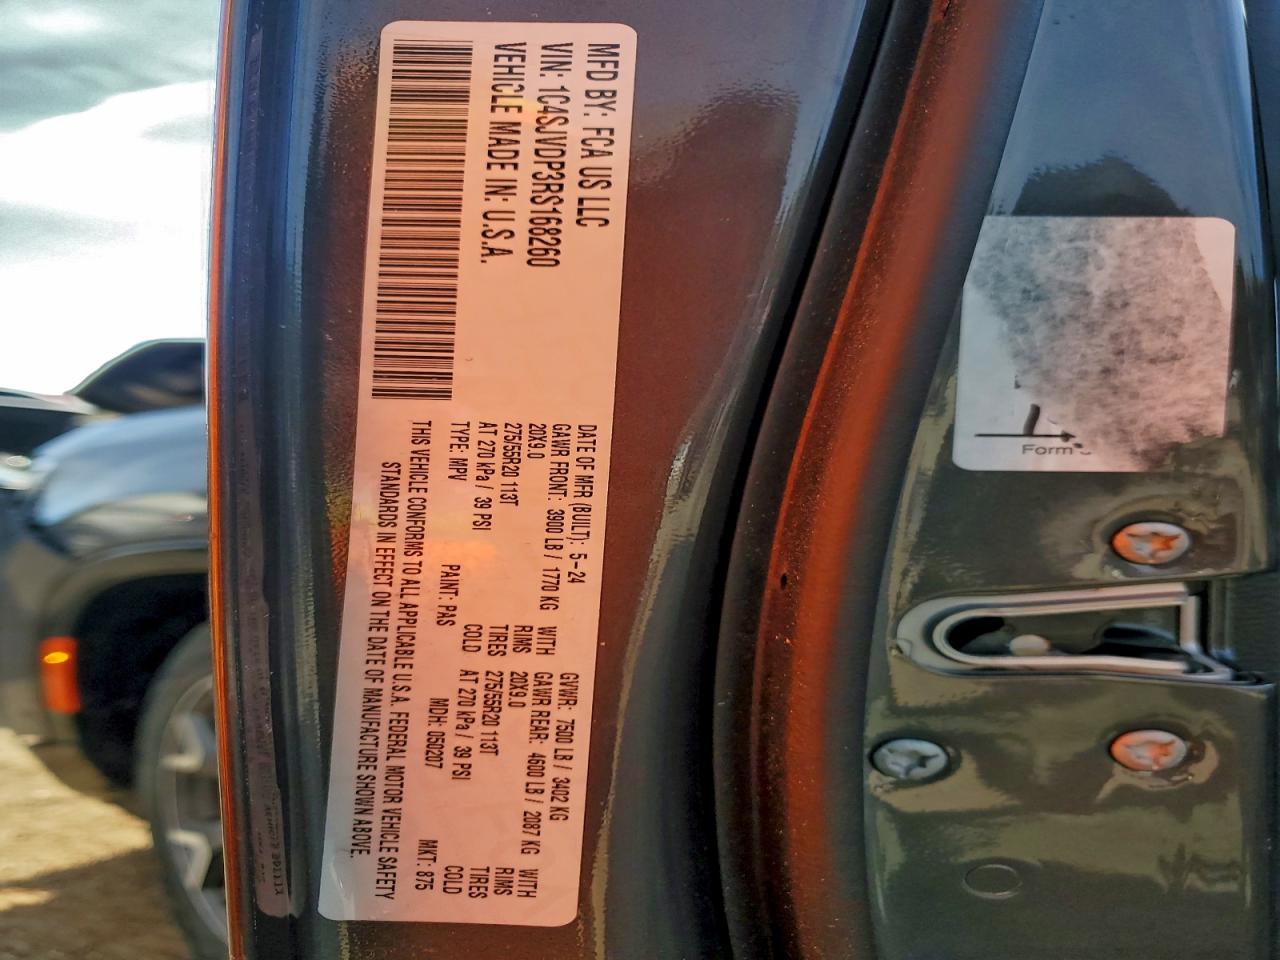 MFD BY: FCA US LLC
VIN: 1C4SJVDP3RS168260
VEHICLE MADE IN: U.S.A.
DATE OF MFR (BUILT): 5-24 GVWR: 7500 LB / 3402 KG
GAWR FRONT: 3900 LB / 1770 KG WITH GAWR REAR: 4600 LB / 2087 KG WITH
20X9.0 RIMS 20X9.0 RIMS
275/55R20 113T TIRES 275/55R20 113T TIRES
AT 270 kPa / 39 PSI COLD AT 270 kPa / 39 PSI COLD
TYPE: MPV PAINT: PAS MDH: 050207 MKT: 875
THIS VEHICLE CONFORMS TO ALL APPLICABLE U.S.A. FEDERAL MOTOR VEHICLE SAFETY
STANDARDS IN EFFECT ON THE DATE OF MANUFACTURE SHOWN ABOVE.
Form